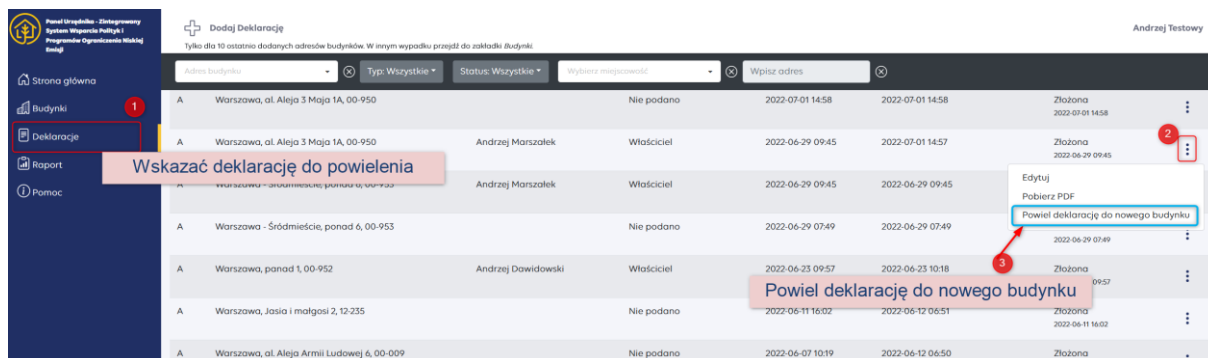 Panel Urzędnika - Zintegrowany
System Wsparcia Polityk i
Programów Ograniczenia Niskiej
Emisji
Strona główna
Budynki
1
Deklaracje
Raport
Pomoc
Dodaj Deklarację
Andrzej Testowy
Tylko dla 10 ostatnio dodanych adresów budynków. W innym wypadku przejdź do zakładki Budynki.
Adres budynku Typ: Wszystkie Status: Wszystkie Wybierz miejscowość Wpisz adres
A Warszawa, al. Aleja 3 Maja 1A, 00-950 Nie podano 2022-07-01 14:58 2022-07-01 14:58 Złożona
2022-07-01 14:58
A Warszawa, al. Aleja 3 Maja 1A, 00-950 Andrzej Marszałek Właściciel 2022-06-29 09:45 2022-07-01 14:57 Złożona
2022-06-29 09:45
2
Wskazać deklarację do powielenia
A Warszawa - Śródmieście, ponad 6, 00-953 Andrzej Marszałek Właściciel 2022-06-29 09:45 2022-06-29 09:45
Edytuj
Pobierz PDF
Powiel deklarację do nowego budynku
A Warszawa - Śródmieście, ponad 6, 00-953 Nie podano 2022-06-29 07:49 2022-06-29 07:49
2022-06-29 07:49
3
A Warszawa, ponad 1, 00-952 Andrzej Dawidowski Właściciel 2022-06-23 09:57 2022-06-23 10:18 Złożona
09:57
Powiel deklarację do nowego budynku
A Warszawa, Jasia i małgosi 2, 12-235 Nie podano 2022-06-11 16:02 2022-06-12 06:51 Złożona
2022-06-11 16:02
A Warszawa, al. Aleja Armii Ludowej 6, 00-009 Nie podano 2022-06-07 10:19 2022-06-12 06:50 Złożona